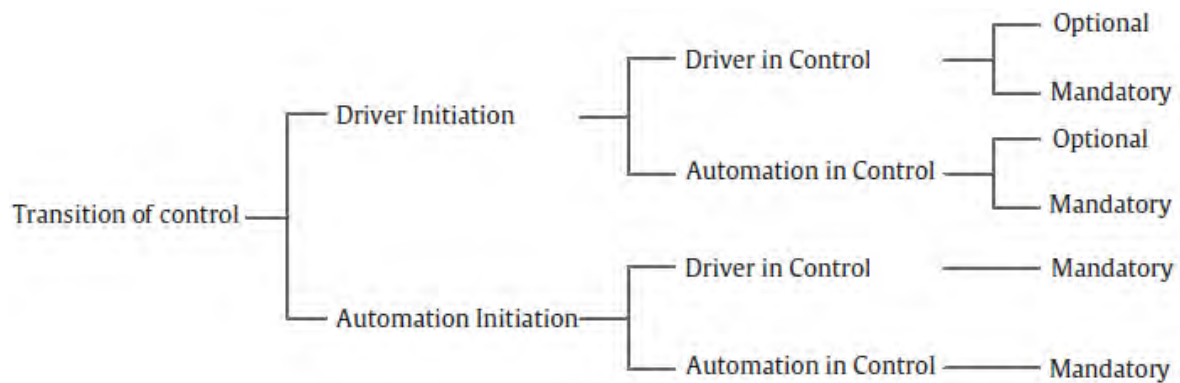 Transition of control
Driver Initiation
Driver in Control
Optional
Mandatory
Automation in Control
Optional
Mandatory
Automation Initiation
Driver in Control
Mandatory
Automation in Control
Mandatory